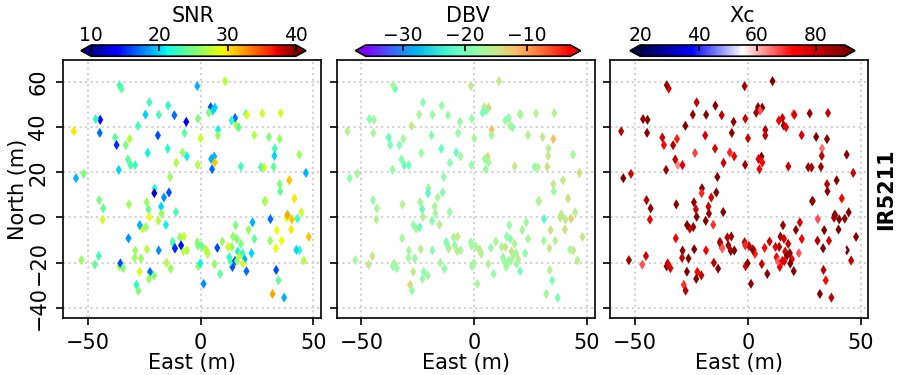 SNR DBV Xc
10 20 30 40 −30 −20 −10 20 40 60 80
North (m)
60
40
20
0
−20
−40
−50 0 50 −50 0 50 −50 0 50
East (m) East (m) East (m)
IR5211